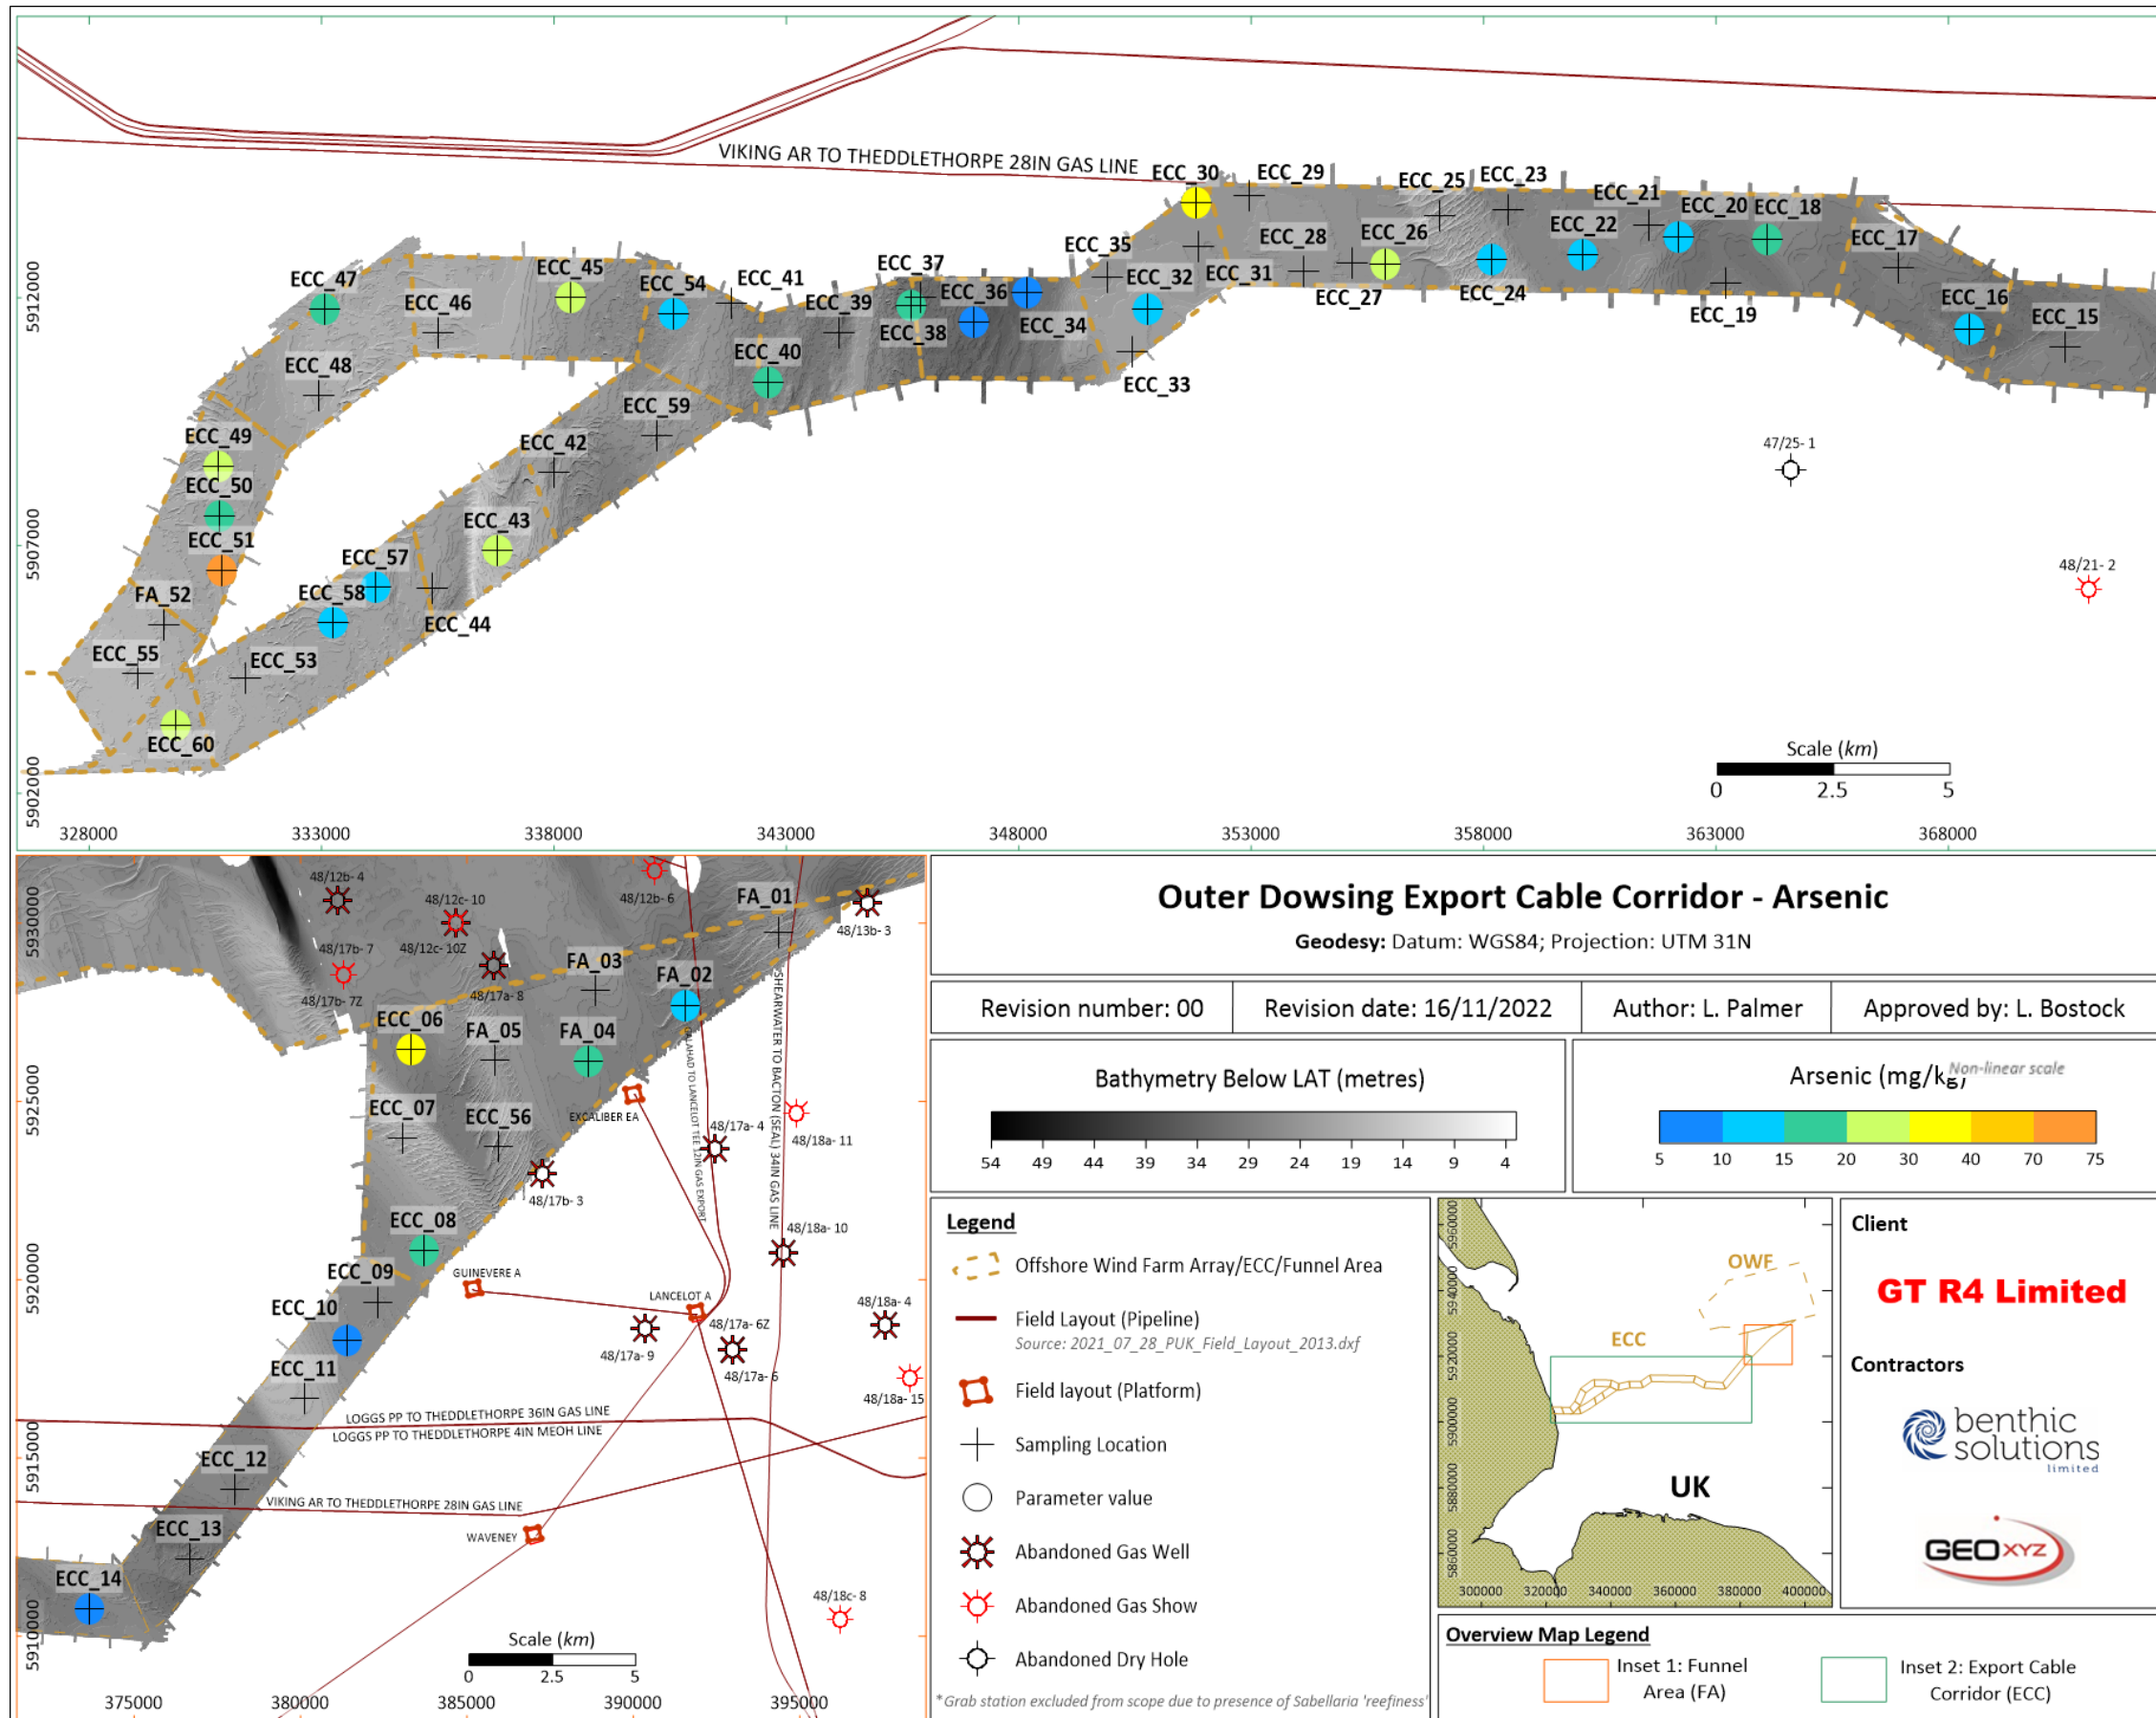 VIKING AR TO THEDDLETHORPE 28IN GAS LINE
ECC_30
ECC_29
ECC_25
ECC_23
ECC_21
ECC_20
ECC_18
ECC_22
ECC_26
ECC_28
ECC_17
ECC_35
ECC_32
ECC_31
ECC_27
ECC_24
ECC_19
ECC_16
ECC_15
ECC_47
ECC_45
ECC_46
ECC_54
ECC_41
ECC_37
ECC_39
ECC_36
ECC_38
ECC_34
ECC_33
ECC_40
ECC_48
ECC_59
ECC_49
ECC_42
ECC_50
ECC_43
ECC_51
ECC_57
ECC_58
FA_52
ECC_44
ECC_55
ECC_53
ECC_60
47/25- 1
48/21- 2
5912000
5907000
5902000
Scale (km)
0 2.5 5
328000 333000 338000 343000 348000 353000 358000 363000 368000
48/12b- 4
48/12c- 10
48/12b- 6
FA_01
48/13b- 3
48/17b- 7
48/12c- 10Z
FA_03
FA_02
48/17b- 7Z
48/17a- 8
ECC_06
FA_05
FA_04
ECC_07
ECC_56
EXCALIBER EA
SHEARWATER TO BACTON (SEAL) 34IN GAS LINE
48/17a- 4
48/18a- 11
48/17b- 3
ECC_08
48/18a- 10
ECC_09
GUINEVERE A
LANCELOT A
ECC_10
48/17a- 6Z
48/18a- 4
48/17a- 9
48/17a- 6
ECC_11
48/18a- 15
LOGGS PP TO THEDDLETHORPE 36IN GAS LINE
LOGGS PP TO THEDDLETHORPE 4IN MEOH LINE
ECC_12
VIKING AR TO THEDDLETHORPE 28IN GAS LINE
ECC_13
WAVENEY
ECC_14
48/18c- 8
5930000
5925000
5920000
5915000
5910000
Scale (km)
0 2.5 5
375000 380000 385000 390000 395000
Outer Dowsing Export Cable Corridor - Arsenic
Geodesy: Datum: WGS84; Projection: UTM 31N
Revision number: 00
Revision date: 16/11/2022
Author: L. Palmer
Approved by: L. Bostock
Bathymetry Below LAT (metres)
54 49 44 39 34 29 24 19 14 9 4
Arsenic (mg/kg)
Non-linear scale
5 10 15 20 30 40 70 75
Legend
Offshore Wind Farm Array/ECC/Funnel Area
Field Layout (Pipeline)
Source: 2021_07_28_PUK_Field_Layout_2013.dxf
Field layout (Platform)
Sampling Location
Parameter value
Abandoned Gas Well
Abandoned Gas Show
Abandoned Dry Hole
*Grab station excluded from scope due to presence of Sabellaria 'reefiness'
OWF
ECC
UK
5960000
5940000
5920000
5900000
5880000
5860000
300000 320000 340000 360000 380000 400000
Client
GT R4 Limited
Contractors
benthic
solutions
limited
GEOXYZ
Overview Map Legend
Inset 1: Funnel
Area (FA)
Inset 2: Export Cable
Corridor (ECC)